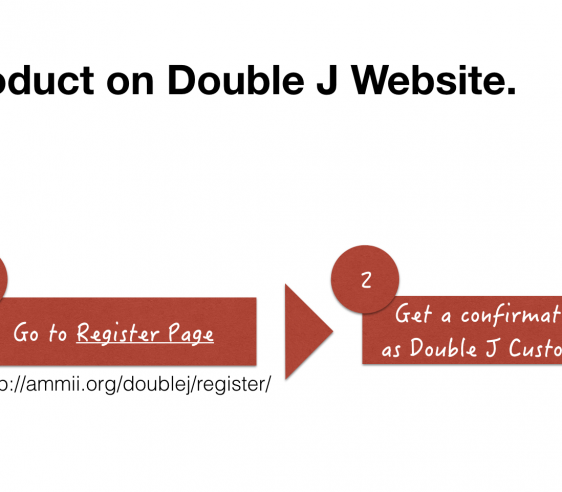 oduct on Double J Website.
2
Go to Register Page
Get a confirmat
as Double J Custo
p://ammii.org/doublej/register/